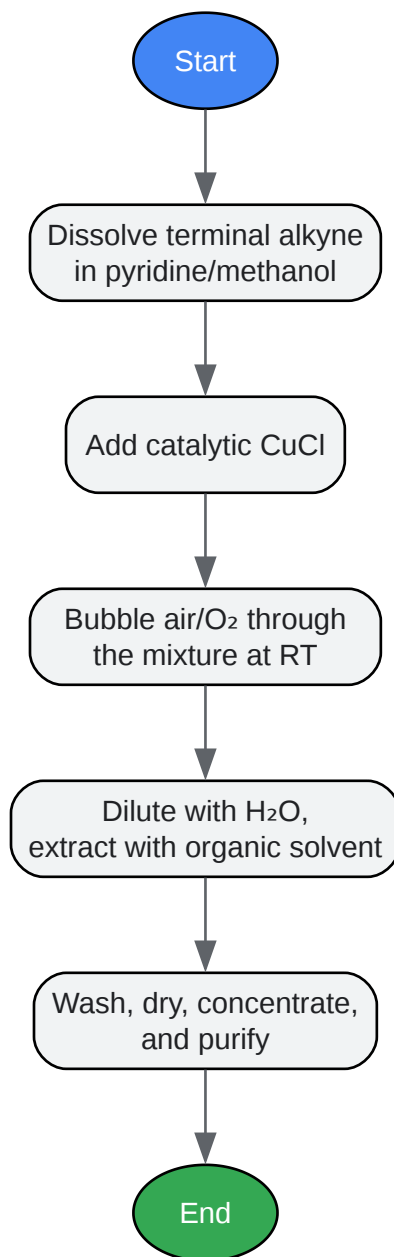 Start
Dissolve terminal alkyne
in pyridine/methanol
Add catalytic CuCl
Bubble air/O₂ through
the mixture at RT
Dilute with H₂O,
extract with organic solvent
Wash, dry, concentrate,
and purify
End